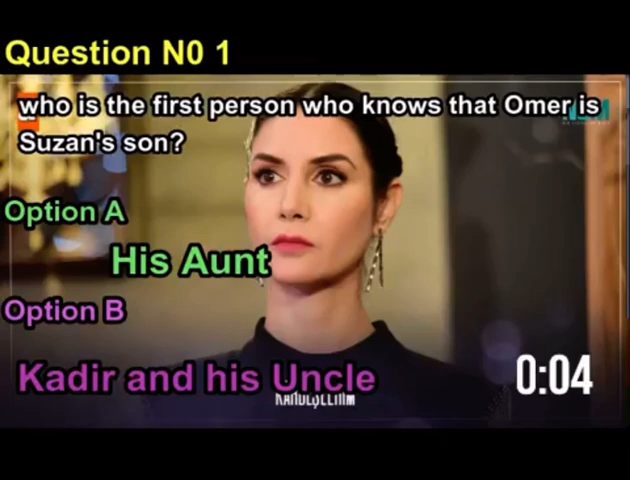 Question N0 1
who is the first person who knows that Omer is
Suzan's son?
Option A
His Aunt
Option B
Kadir and his Uncle
0:04